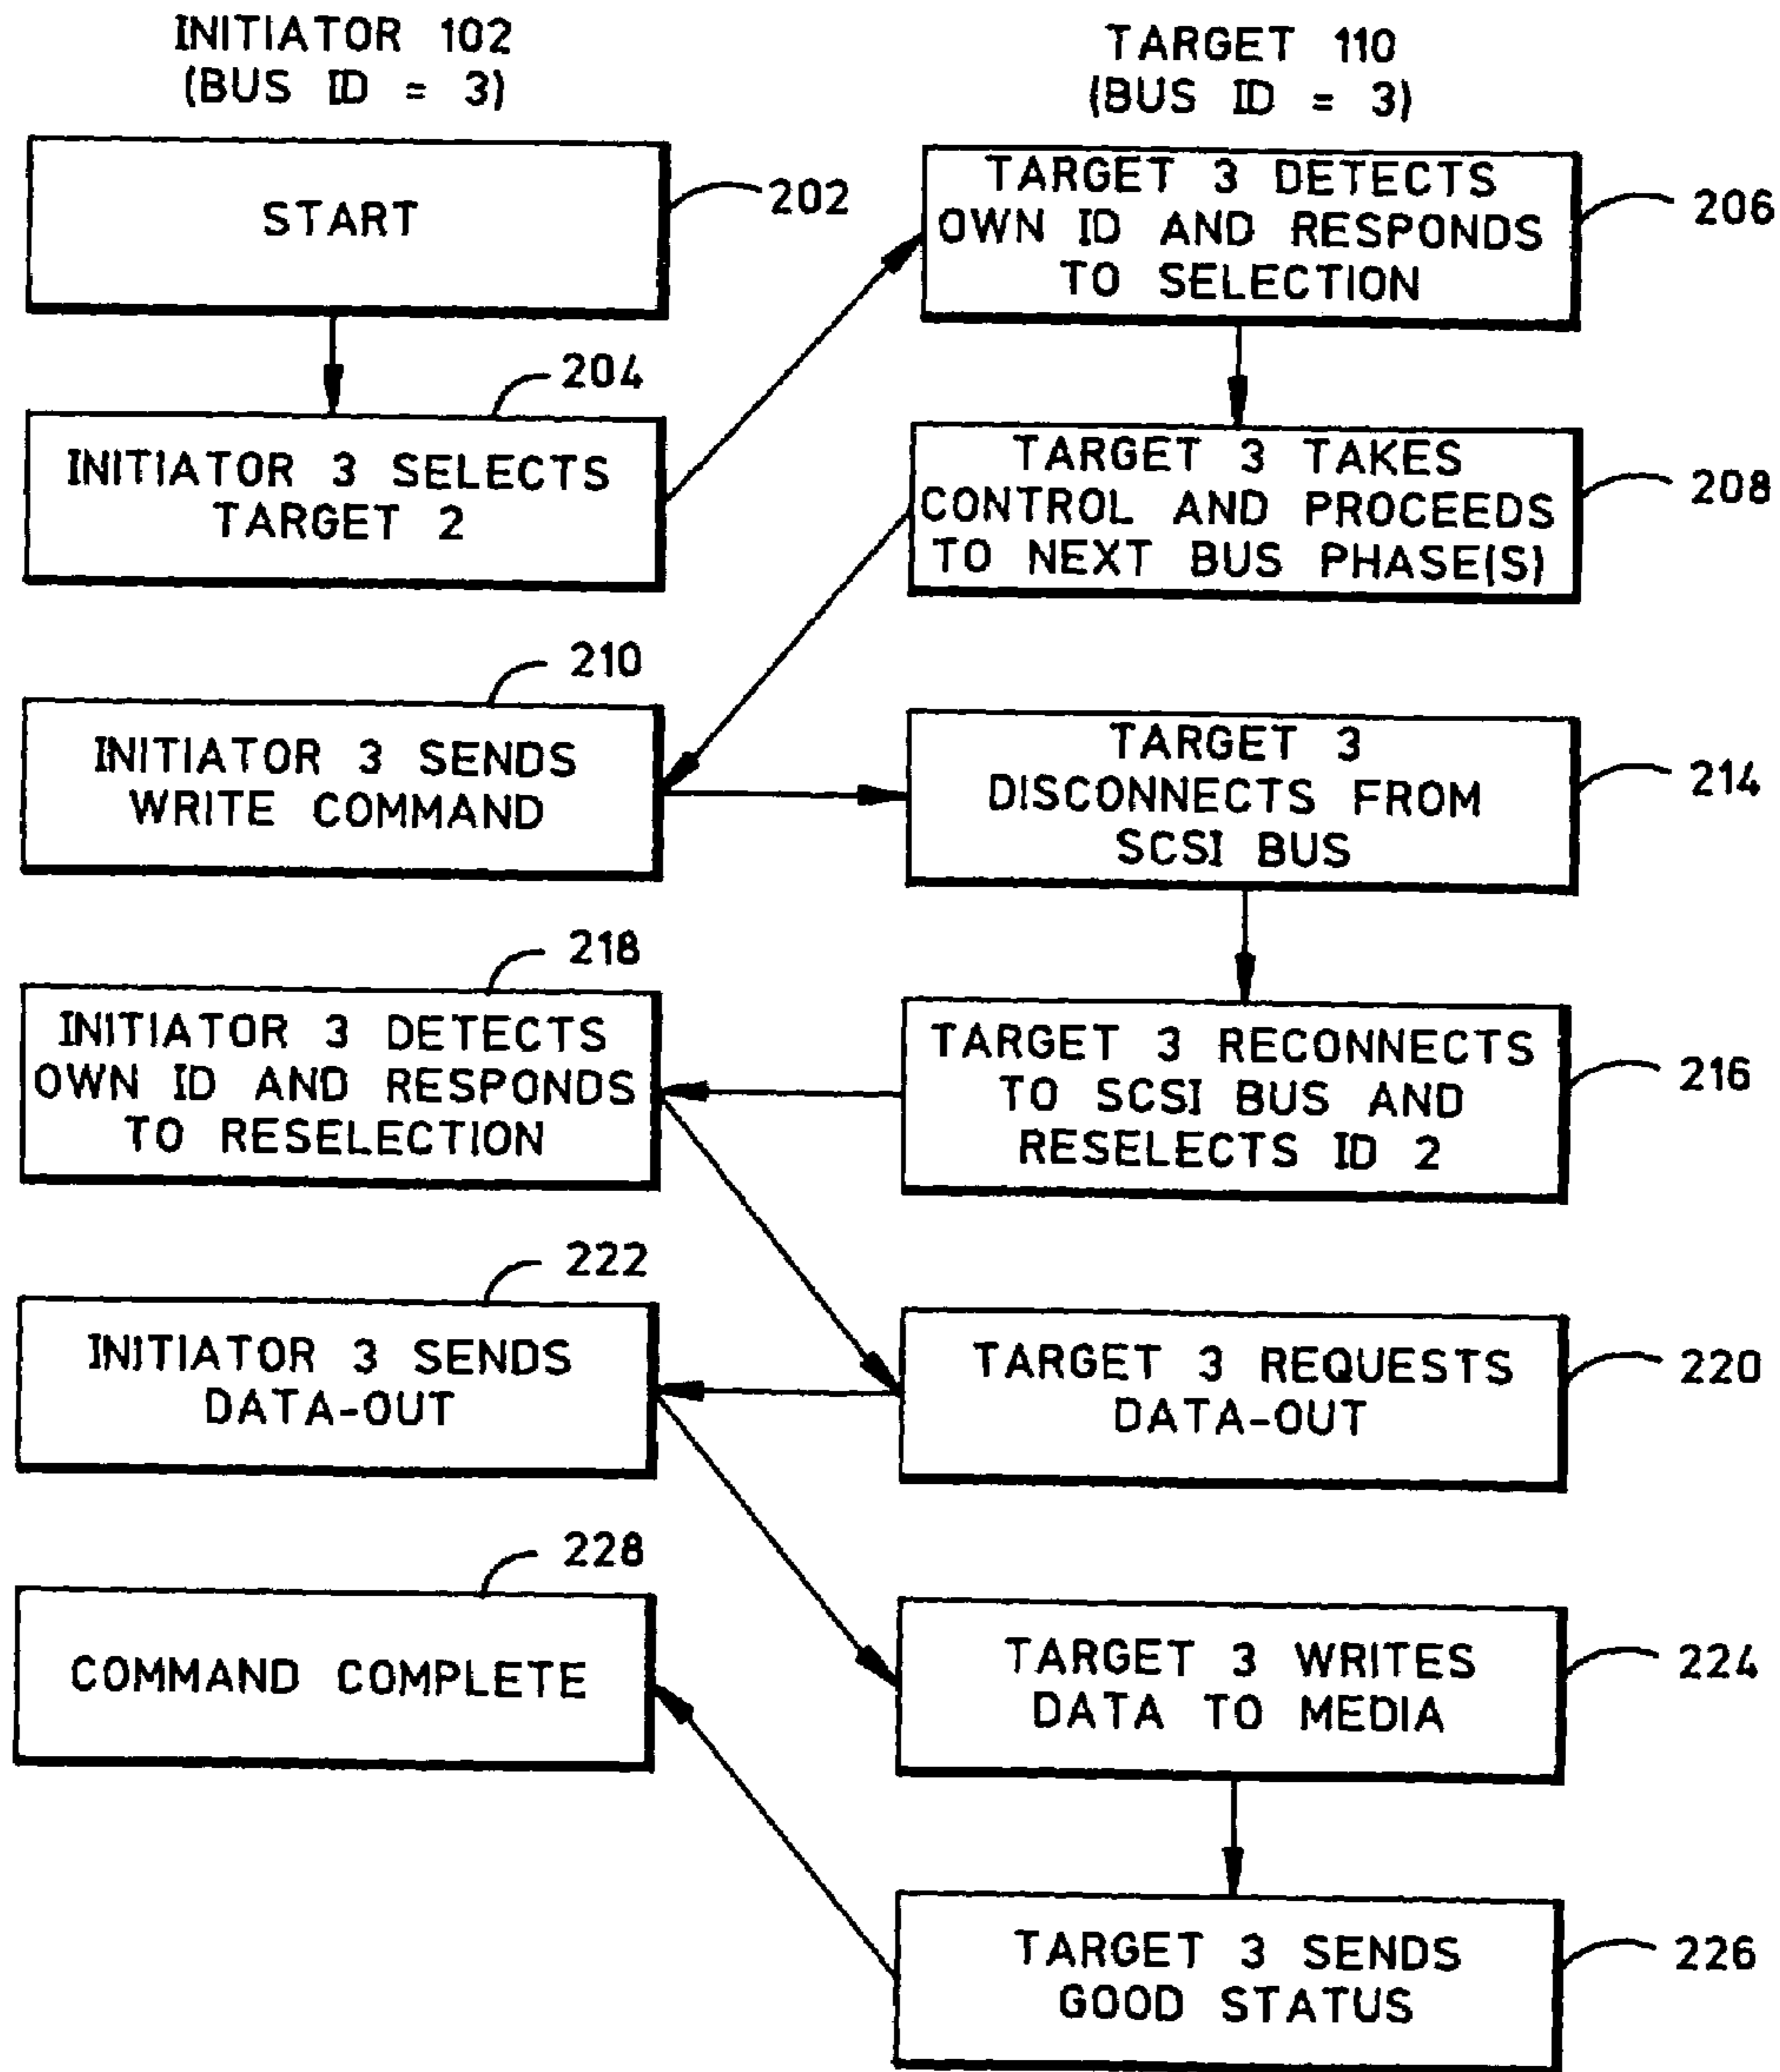 INITIATOR 102
(BUS ID = 3)
TARGET 110
(BUS ID = 3)
START
202
TARGET 3 DETECTS
OWN ID AND RESPONDS
TO SELECTION
206
204
INITIATOR 3 SELECTS
TARGET 2
TARGET 3 TAKES
CONTROL AND PROCEEDS
TO NEXT BUS PHASE(S)
208
210
INITIATOR 3 SENDS
WRITE COMMAND
TARGET 3
DISCONNECTS FROM
SCSI BUS
214
218
INITIATOR 3 DETECTS
OWN ID AND RESPONDS
TO RESELECTION
TARGET 3 RECONNECTS
TO SCSI BUS AND
RESELECTS ID 2
216
222
INITIATOR 3 SENDS
DATA-OUT
TARGET 3 REQUESTS
DATA-OUT
220
228
COMMAND COMPLETE
TARGET 3 WRITES
DATA TO MEDIA
224
TARGET 3 SENDS
GOOD STATUS
226